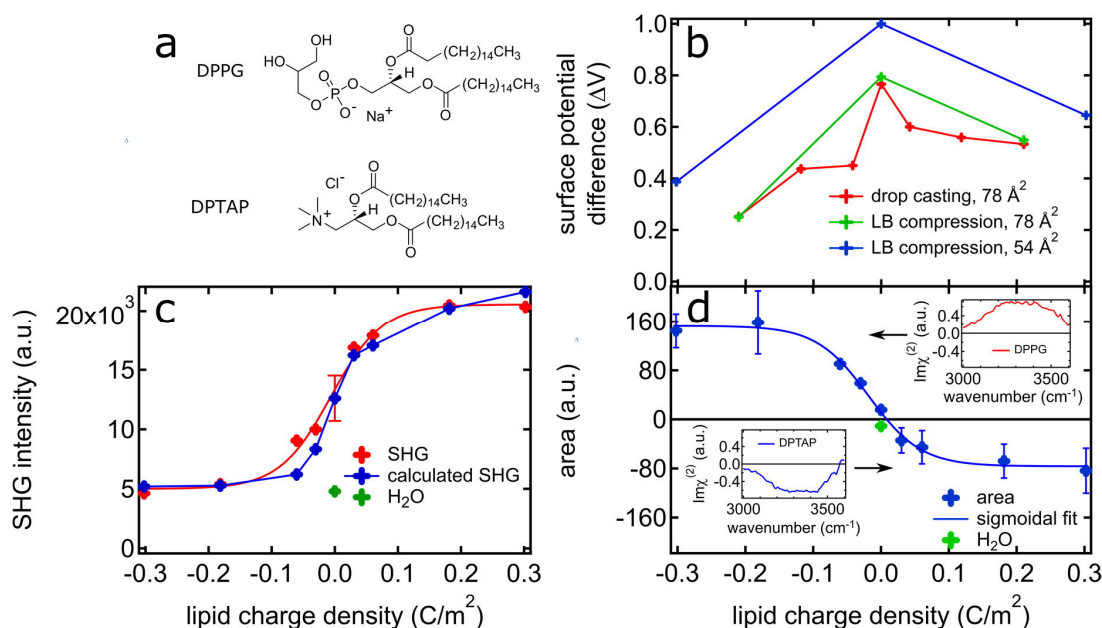 a
DPPG
OH
HO
O
P
O
O-
Na+
O
H
O
O
O
(CH2)14CH3
(CH2)14CH3
DPTAP
Cl-
N+
O
O
H
O
O
(CH2)14CH3
(CH2)14CH3
b
surface potential
difference (ΔV)
1.0
0.8
0.6
0.4
0.2
0.0
drop casting, 78 Å2
LB compression, 78 Å2
LB compression, 54 Å2
c
SHG intensity (a.u.)
20x10^3
15
10
5
0
SHG
calculated SHG
H2O
-0.3 -0.2 -0.1 0.0 0.1 0.2 0.3
lipid charge density (C/m2)
d
area (a.u.)
160
80
0
-80
-160
Imχ(2) (a.u.)
0.4
0.0
-0.4
DPPG
3000 3500
wavenumber (cm-1)
Imχ(2) (a.u.)
0.4
0.0
-0.4
DPTAP
3000 3500
wavenumber (cm-1)
area
sigmoidal fit
H2O
-0.3 -0.2 -0.1 0.0 0.1 0.2 0.3
lipid charge density (C/m2)